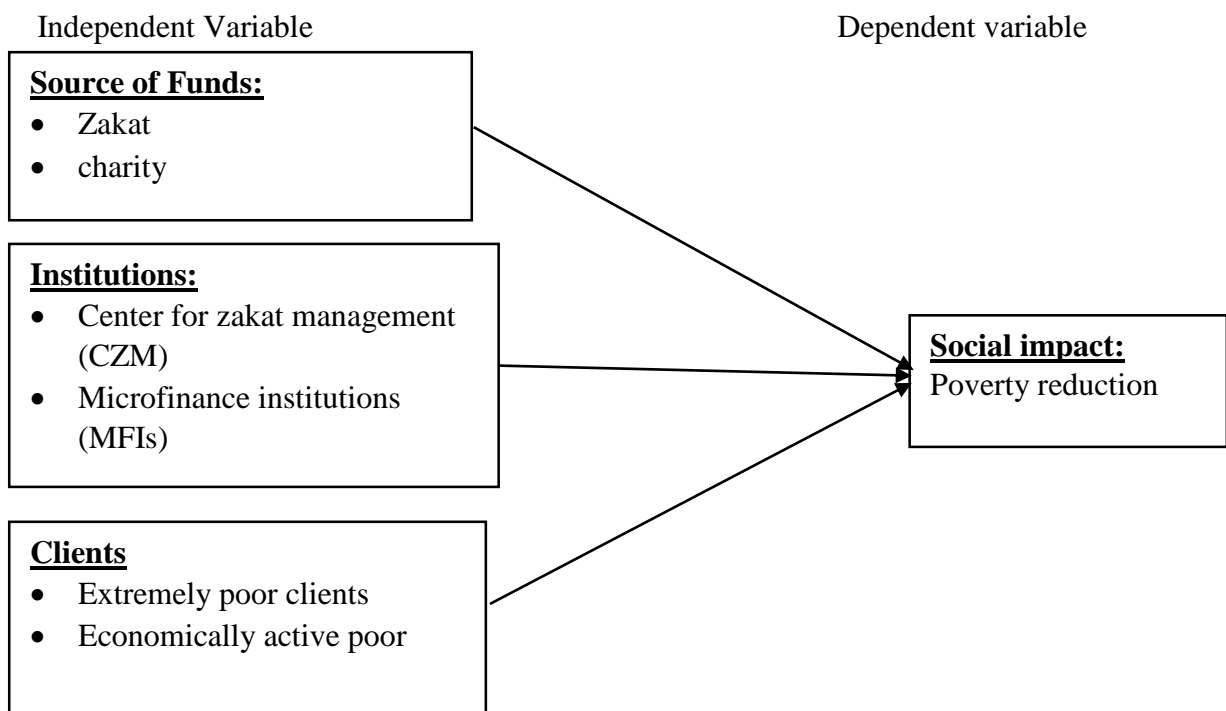 Independent Variable
Dependent variable
Source of Funds:
• Zakat
• charity
Institutions:
• Center for zakat management
(CZM)
• Microfinance institutions
(MFIs)
Clients
• Extremely poor clients
• Economically active poor
Social impact:
Poverty reduction